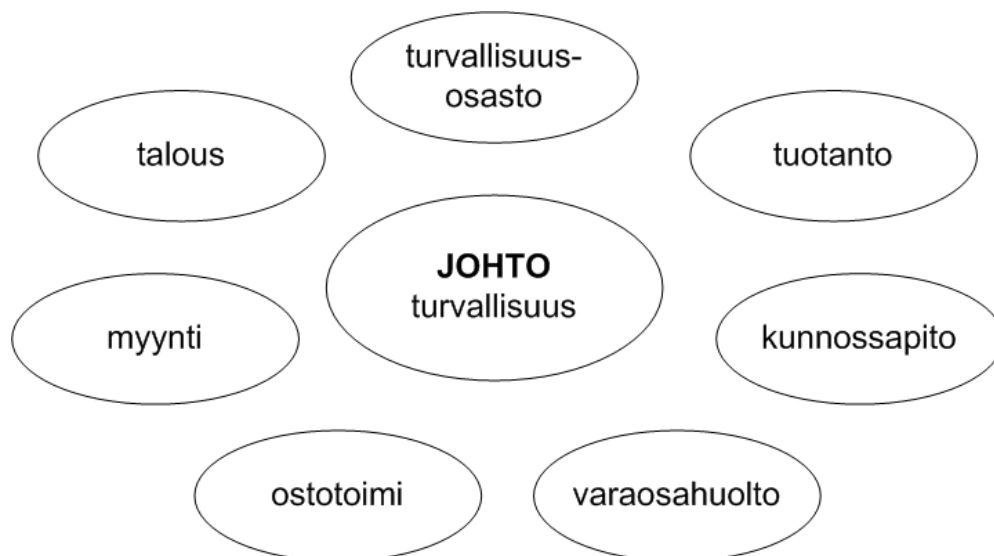 turvallisuus-
osasto
talous
tuotanto
JOHTO
turvallisuus
myynti
kunnossapito
ostotoimi
varaosahuolto